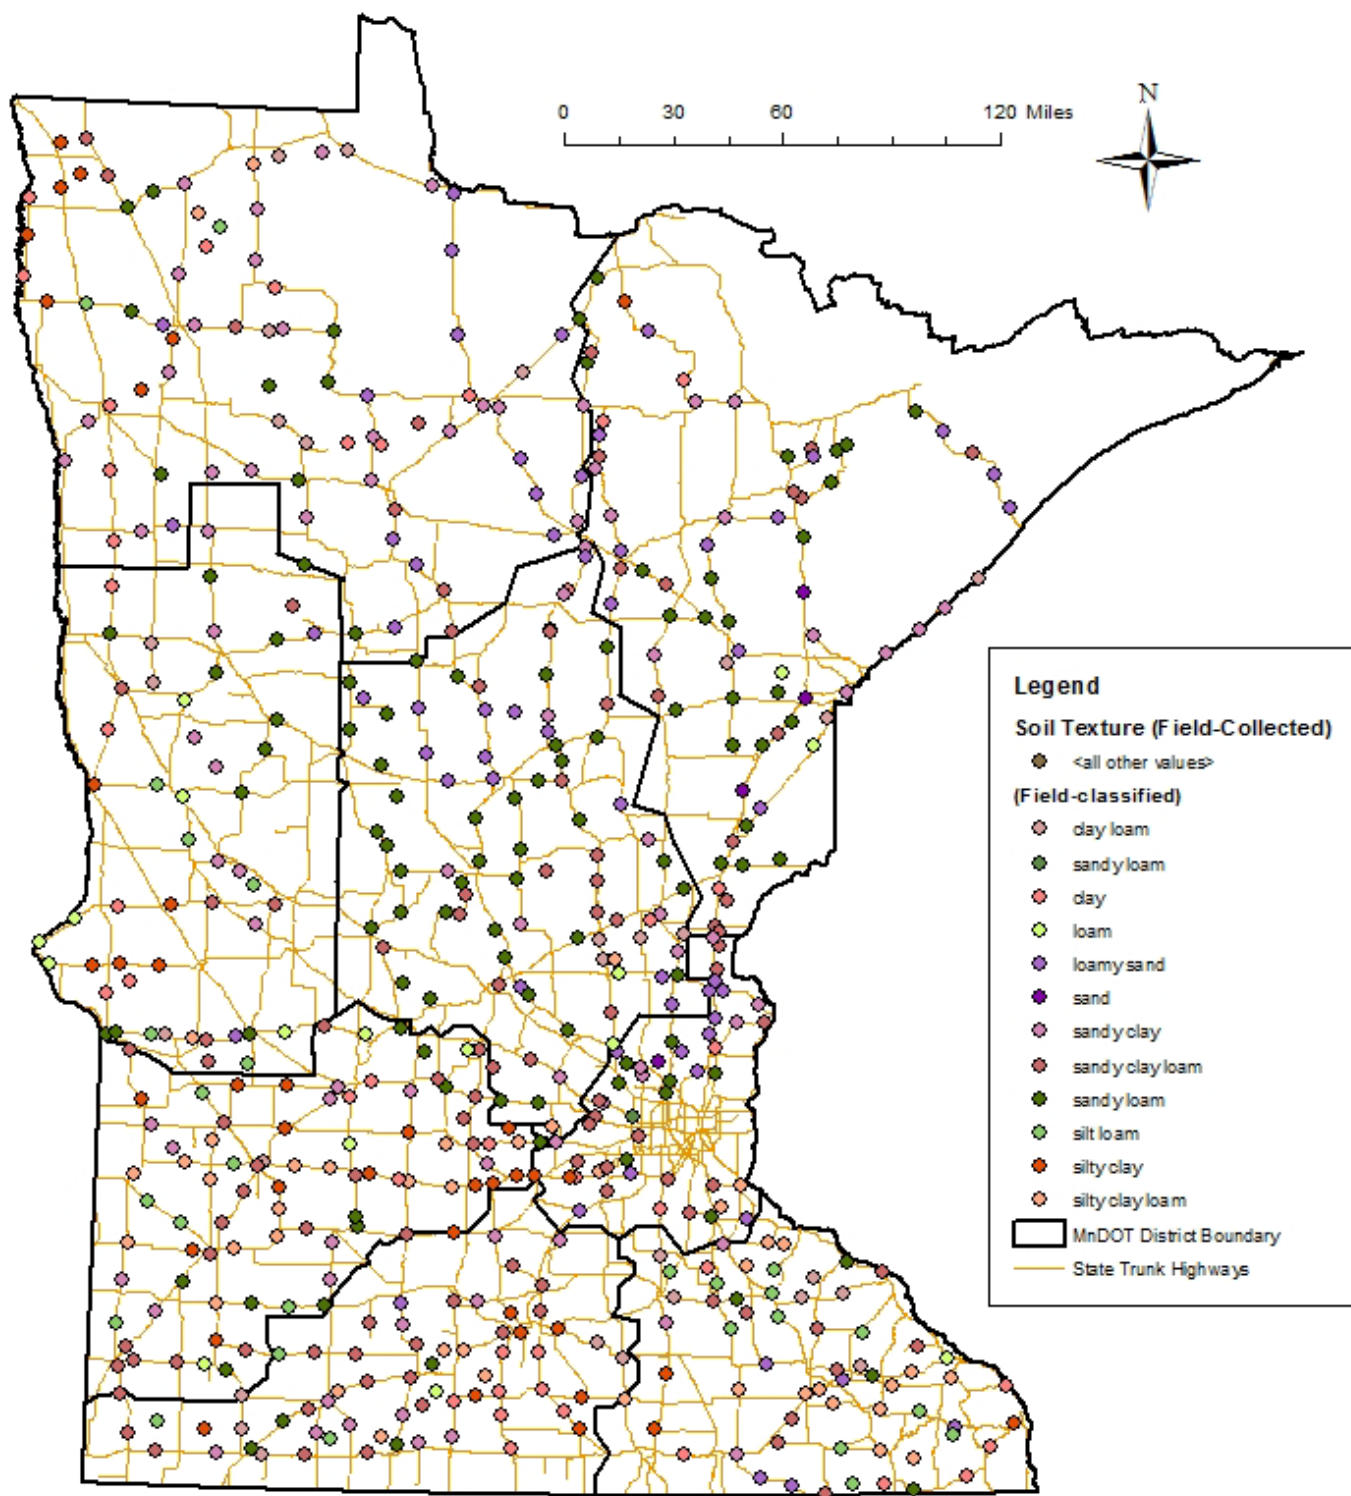 N
0 30 60 120 Miles
Legend
Soil Texture (Field-Collected)
<all other values>
(Field-classified)
clay loam
sandy loam
clay
loam
loamy sand
sand
sandy clay
sandy clay loam
sandy loam
silt loam
silty clay
silty clay loam
MnDOT District Boundary
State Trunk Highways